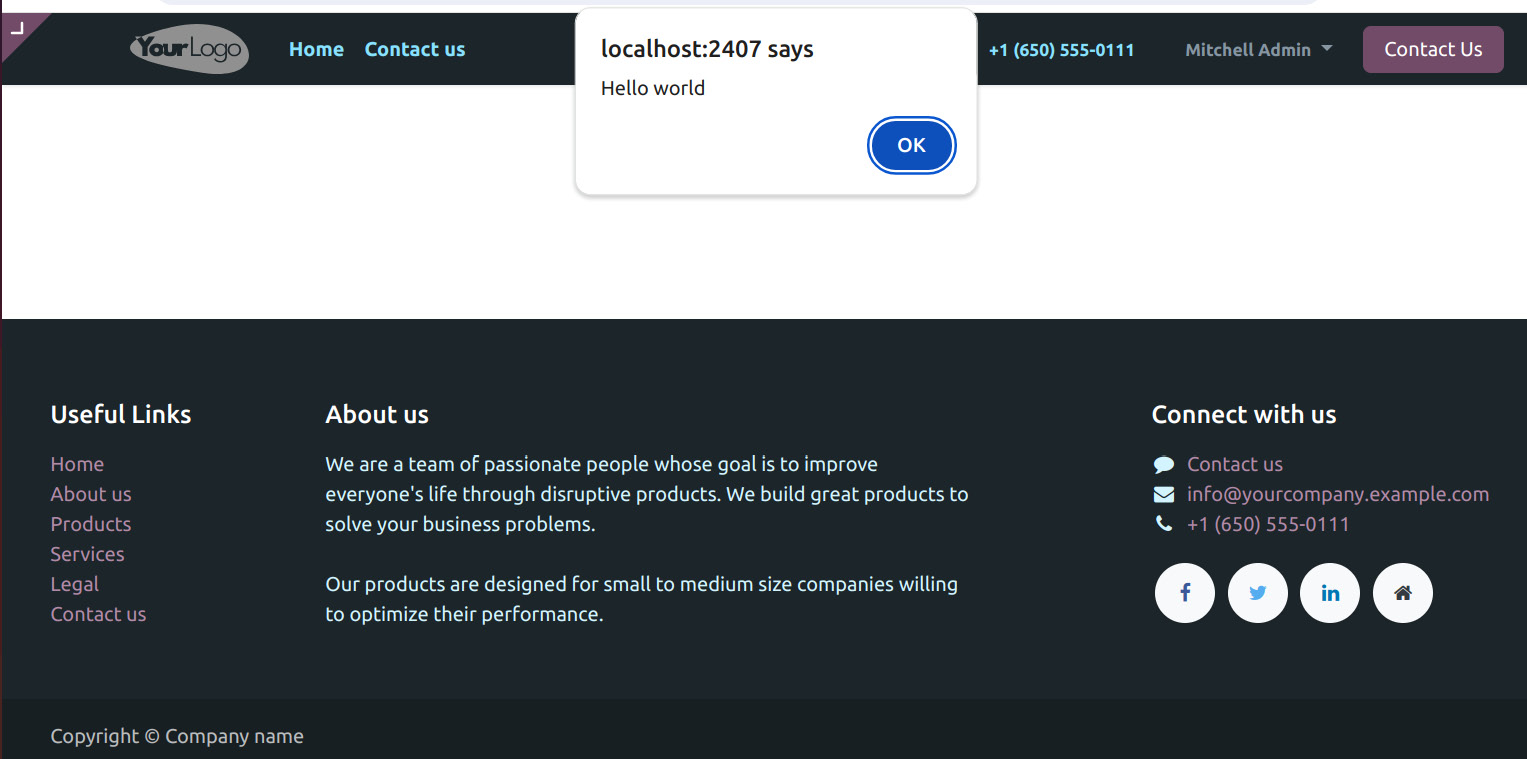 YourLogo
Home
Contact us
localhost:2407 says
Hello world
OK
+1 (650) 555-0111
Mitchell Admin
Contact Us
Useful Links
Home
About us
Products
Services
Legal
Contact us
About us
We are a team of passionate people whose goal is to improve
everyone's life through disruptive products. We build great products to
solve your business problems.
Our products are designed for small to medium size companies willing
to optimize their performance.
Connect with us
Contact us
info@yourcompany.example.com
+1 (650) 555-0111
Copyright © Company name